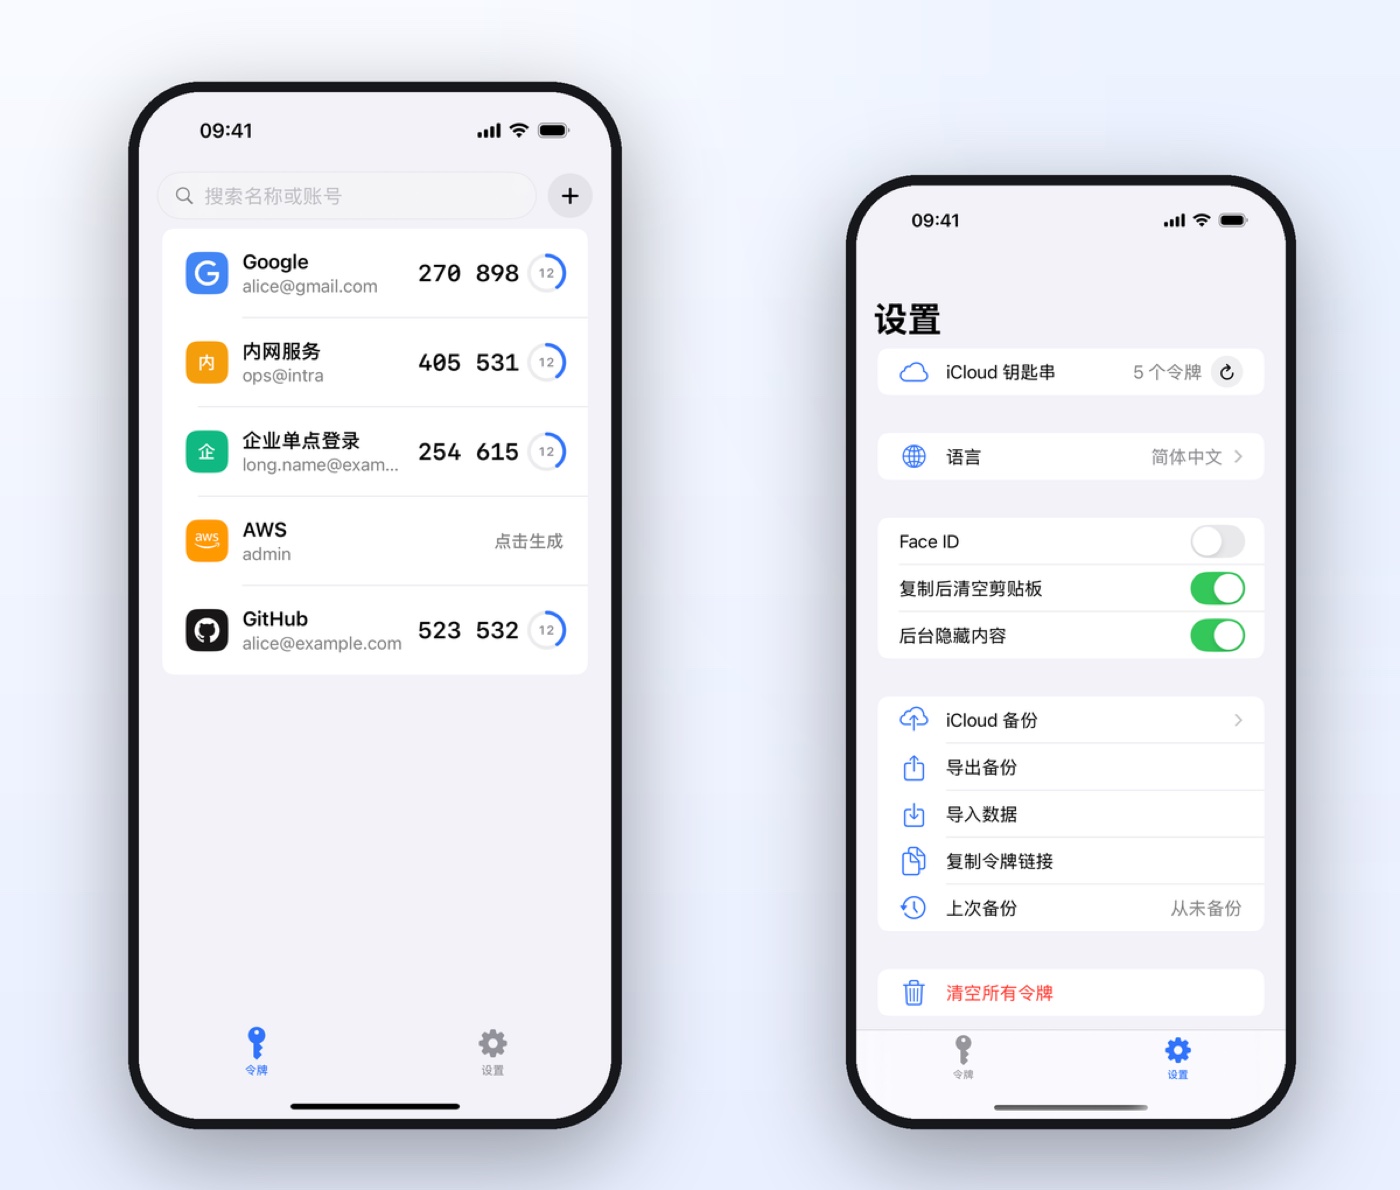 09:41
搜索名称或账号
Google
alice@gmail.com
270 898
12
内
内网服务
ops@intra
405 531
12
企
企业单点登录
long.name@exam...
254 615
12
aws
AWS
admin
点击生成
GitHub
alice@example.com
523 532
12
令牌
设置
09:41
设置
iCloud 钥匙串
5 个令牌
语言
简体中文
Face ID
复制后清空剪贴板
后台隐藏内容
iCloud 备份
导出备份
导入数据
复制令牌链接
上次备份
从未备份
清空所有令牌
令牌
设置